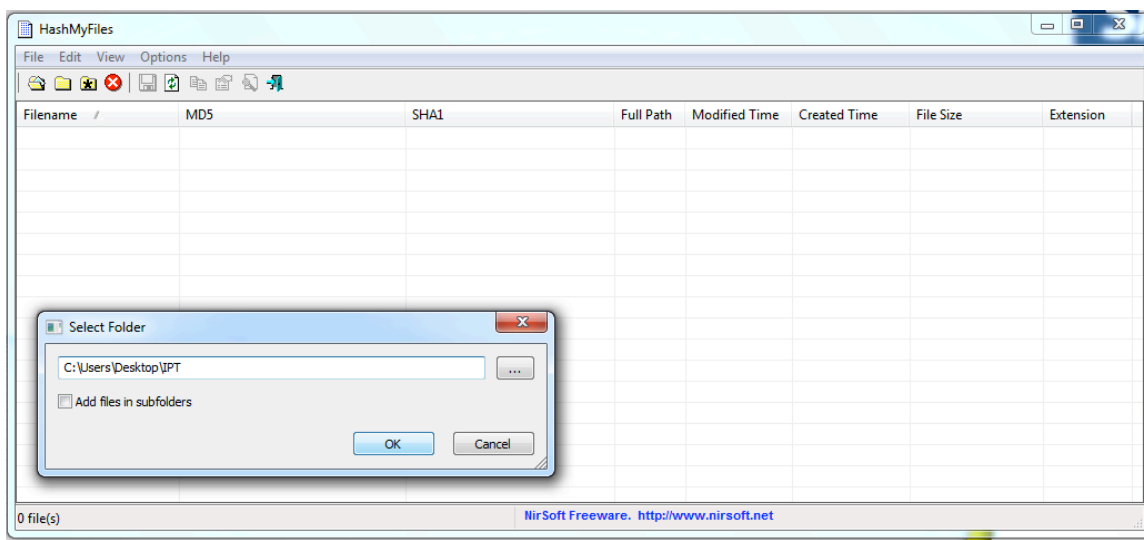 HashMyFiles
File Edit View Options Help
Filename / MD5 SHA1 Full Path Modified Time Created Time File Size Extension
Select Folder
C:\Users\Desktop\IPT
...
Add files in subfolders
OK Cancel
0 file(s) NirSoft Freeware. http://www.nirsoft.net